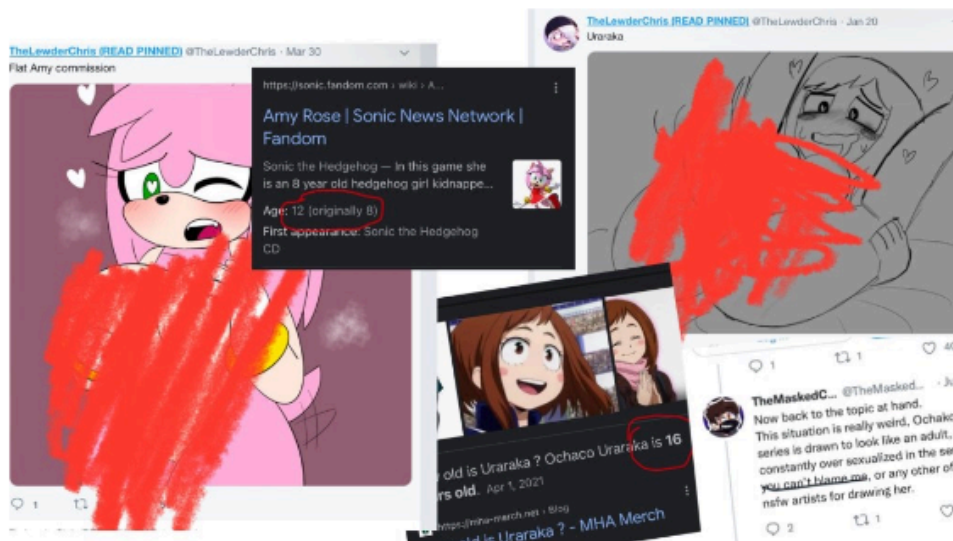 TheLewderChris (READ PINNED) @TheLewderChris · Mar 30
Flat Amy commission
1
https://sonic.fandom.com › wiki › A...
Amy Rose | Sonic News Network |
Fandom
Sonic the Hedgehog — In this game she
is an 8 year old hedgehog girl kidnappe...
Age: 12 (originally 8)
First appearance: Sonic the Hedgehog
CD
TheLewderChris (READ PINNED) @TheLewderChris · Jan 20
Uraraka
1 1
old is Uraraka ? Ochaco Uraraka is 16
rs old. Apr 1, 2021
https://mha-merch.net › Blog
old is Uraraka ? - MHA Merch
TheMaskedC... @TheMasked...
Now back to the topic at hand.
This situation is really weird, Ochako
series is drawn to look like an adult,
constantly over sexualized in the se
you can't blame me, or any other of
nsfw artists for drawing her.
2 1